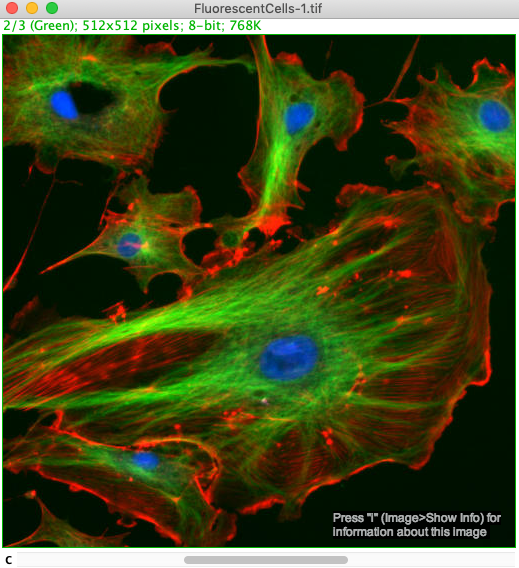 FluorescentCells-1.tif
2/3 (Green); 512x512 pixels; 8-bit; 768K
Press "i" (Image>Show Info) for
information about this image
C